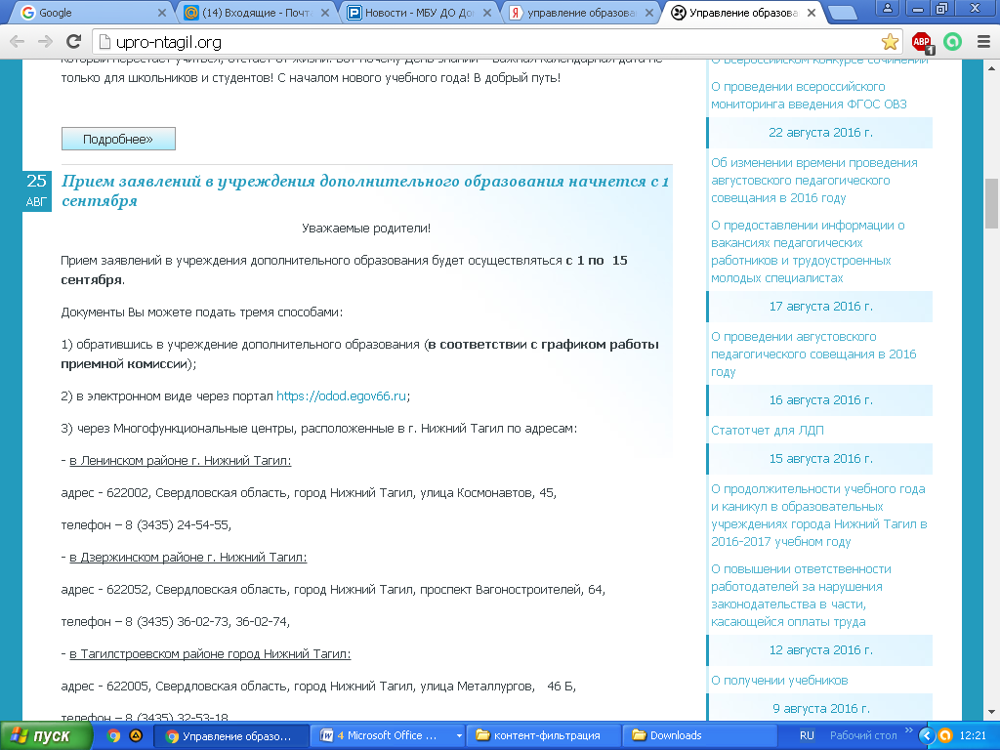 Google
(14) Входящие - Почт
Новости - МБУ ДО До
управление образова
Управление образова
upro-ntagil.org
ABP
1
только для школьников и студентов! С началом нового учебного года! В добрый путь!
Подробнее»
25
АВГ
Прием заявлений в учреждения дополнительного образования начнется с 1
сентября
Уважаемые родители!
Прием заявлений в учреждения дополнительного образования будет осуществляться с 1 по 15
сентября.
Документы Вы можете подать тремя способами:
1) обратившись в учреждение дополнительного образования (в соответствии с графиком работы
приемной комиссии);
2) в электронном виде через портал https://odod.egov66.ru;
3) через Многофункциональные центры, расположенные в г. Нижний Тагил по адресам:
- в Ленинском районе г. Нижний Тагил:
адрес - 622002, Свердловская область, город Нижний Тагил, улица Космонавтов, 45,
телефон – 8 (3435) 24-54-55,
- в Дзержинском районе г. Нижний Тагил:
адрес - 622052, Свердловская область, город Нижний Тагил, проспект Вагоностроителей, 64,
телефон – 8 (3435) 36-02-73, 36-02-74,
- в Тагилстроевском районе город Нижний Тагил:
адрес - 622005, Свердловская область, город Нижний Тагил, улица Металлургов, 46 Б,
телефон – 8 (3435) 32-53-18
О всероссийском конкурсе сочинений
О проведении всероссийского
мониторинга введения ФГОС ОВЗ
22 августа 2016 г.
Об изменении времени проведения
августовского педагогического
совещания в 2016 году
О предоставлении информации о
вакансиях педагогических
работников и трудоустроенных
молодых специалистах
17 августа 2016 г.
О проведении августовского
педагогического совещания в 2016
году
16 августа 2016 г.
Статотчет для ЛДП
15 августа 2016 г.
О продолжительности учебного года
и каникул в образовательных
учреждениях города Нижний Тагил в
2016-2017 учебном году
О повышении ответственности
работодателей за нарушения
законодательства в части,
касающейся оплаты труда
12 августа 2016 г.
О получении учебников
9 августа 2016 г.
пуск
Управление образо...
4 Microsoft Office ...
контент-фильтрация
Downloads
RU
Рабочий стол
12:21